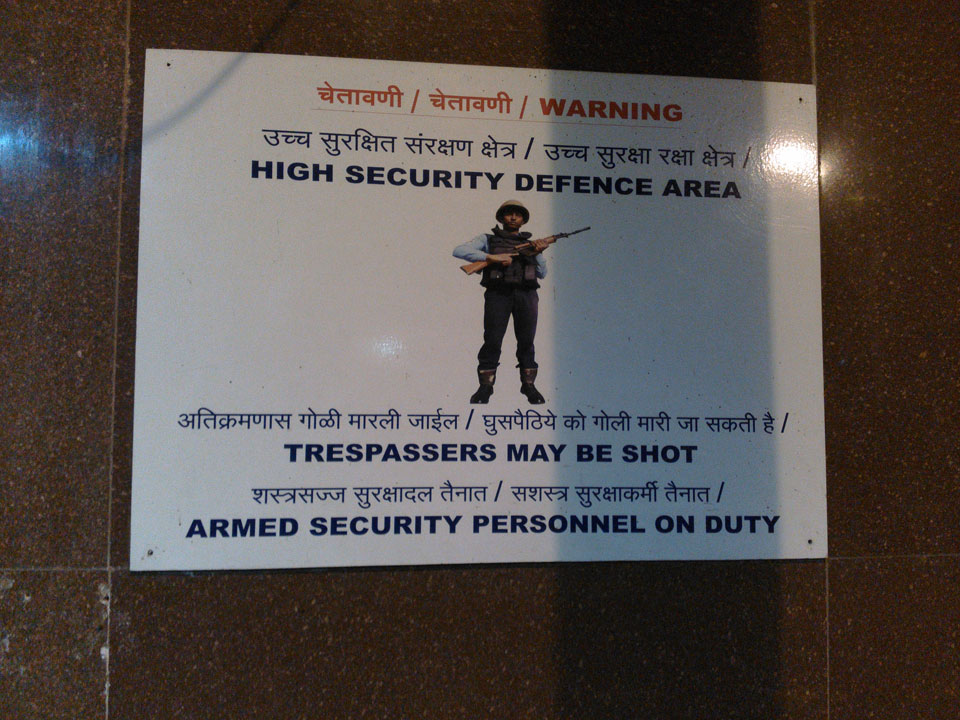 चेतावणी / चेतावणी / WARNING
उच्च सुरक्षित संरक्षण क्षेत्र / उच्च सुरक्षा रक्षा क्षेत्र /
HIGH SECURITY DEFENCE AREA
अतिक्रमणास गोळी मारली जाईल / घुसपैठिये को गोली मारी जा सकती है /
TRESPASSERS MAY BE SHOT
शस्त्रसज्ज सुरक्षादल तैनात / सशस्त्र सुरक्षाकर्मी तैनात /
ARMED SECURITY PERSONNEL ON DUTY